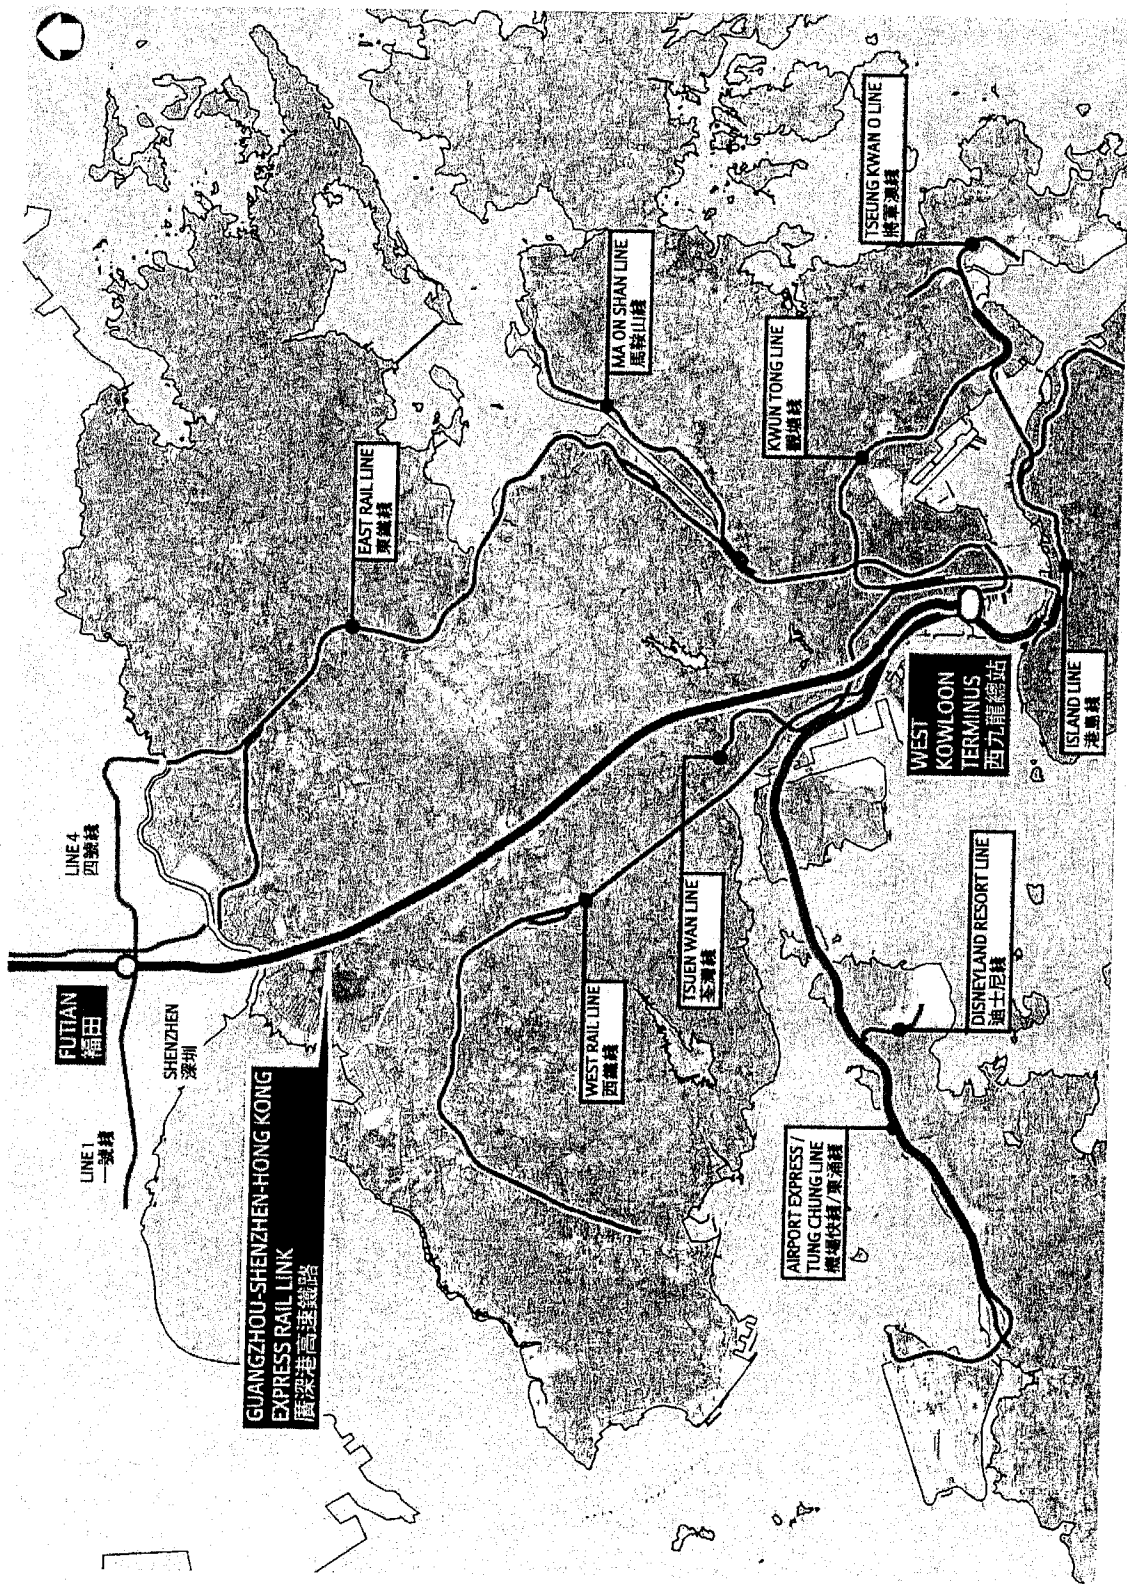 LINE 4
四號綫
FUTIAN
福田
LINE 1
一號綫
SHENZHEN
深圳
GUANGZHOU-SHENZHEN-HONG KONG
EXPRESS RAIL LINK
廣深港高速鐵路
EAST RAIL LINE
東鐵綫
MA ON SHAN LINE
馬鞍山綫
TSEUNG KWAN O LINE
將軍澳綫
KWUN TONG LINE
觀塘綫
WEST RAIL LINE
西鐵綫
TSUEN WAN LINE
荃灣綫
WEST
KOWLOON
TERMINUS
西九龍總站
ISLAND LINE
港島綫
DISNEYLAND RESORT LINE
迪士尼綫
AIRPORT EXPRESS /
TUNG CHUNG LINE
機場快綫/東涌綫